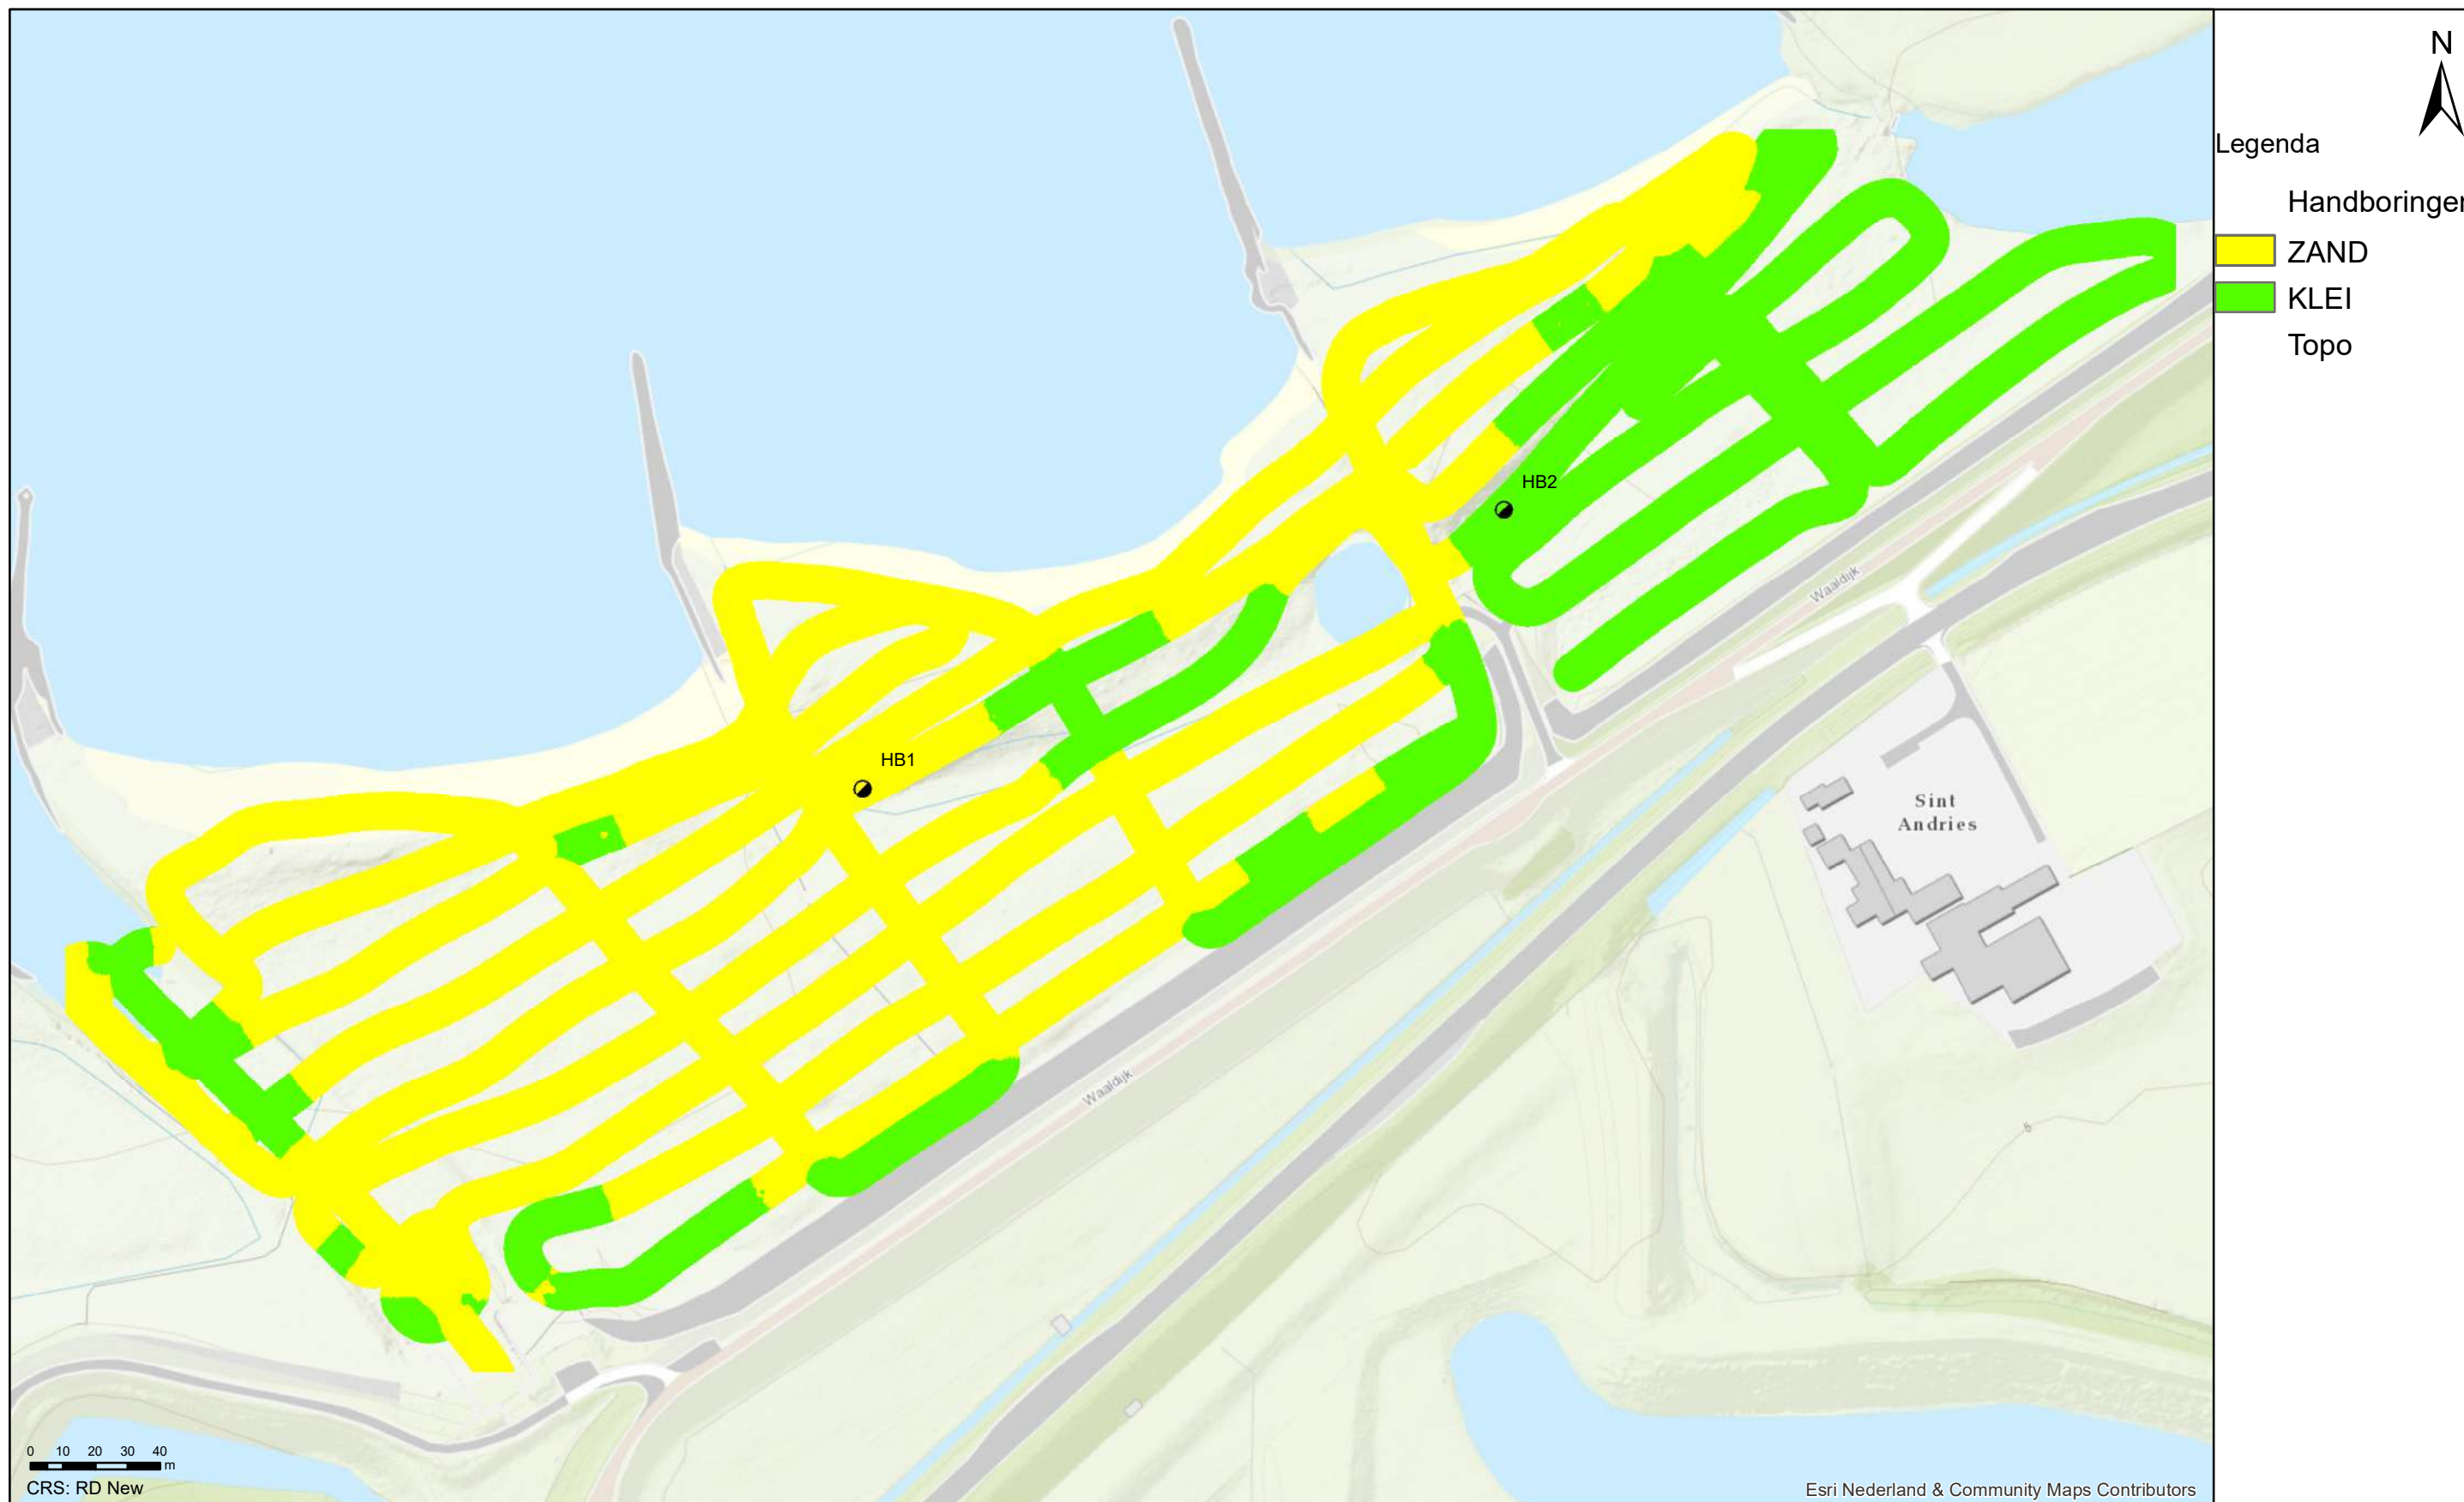 N
Legenda
Handboringen
ZAND
KLEI
Topo
HB2
Waaldijk
HB1
Sint
Andries
Waaldijk
0 10 20 30 40
m
CRS: RD New
Esri Nederland & Community Maps Contributors